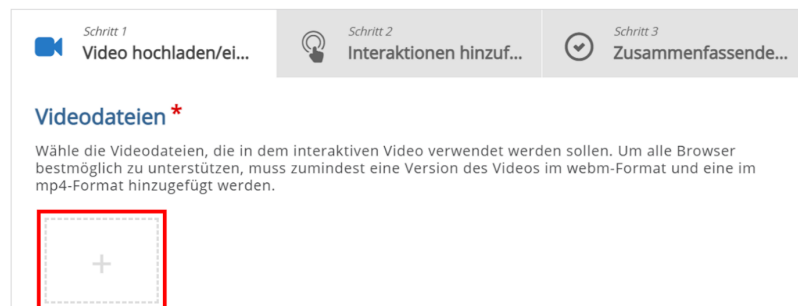 Schritt 1
Video hochladen/ei...
Schritt 2
Interaktionen hinzuf...
Schritt 3
Zusammenfassende...
Videodateien *
Wähle die Videodateien, die in dem interaktiven Video verwendet werden sollen. Um alle Browser
bestmöglich zu unterstützen, muss zumindest eine Version des Videos im webm-Format und eine im
mp4-Format hinzugefügt werden.
+